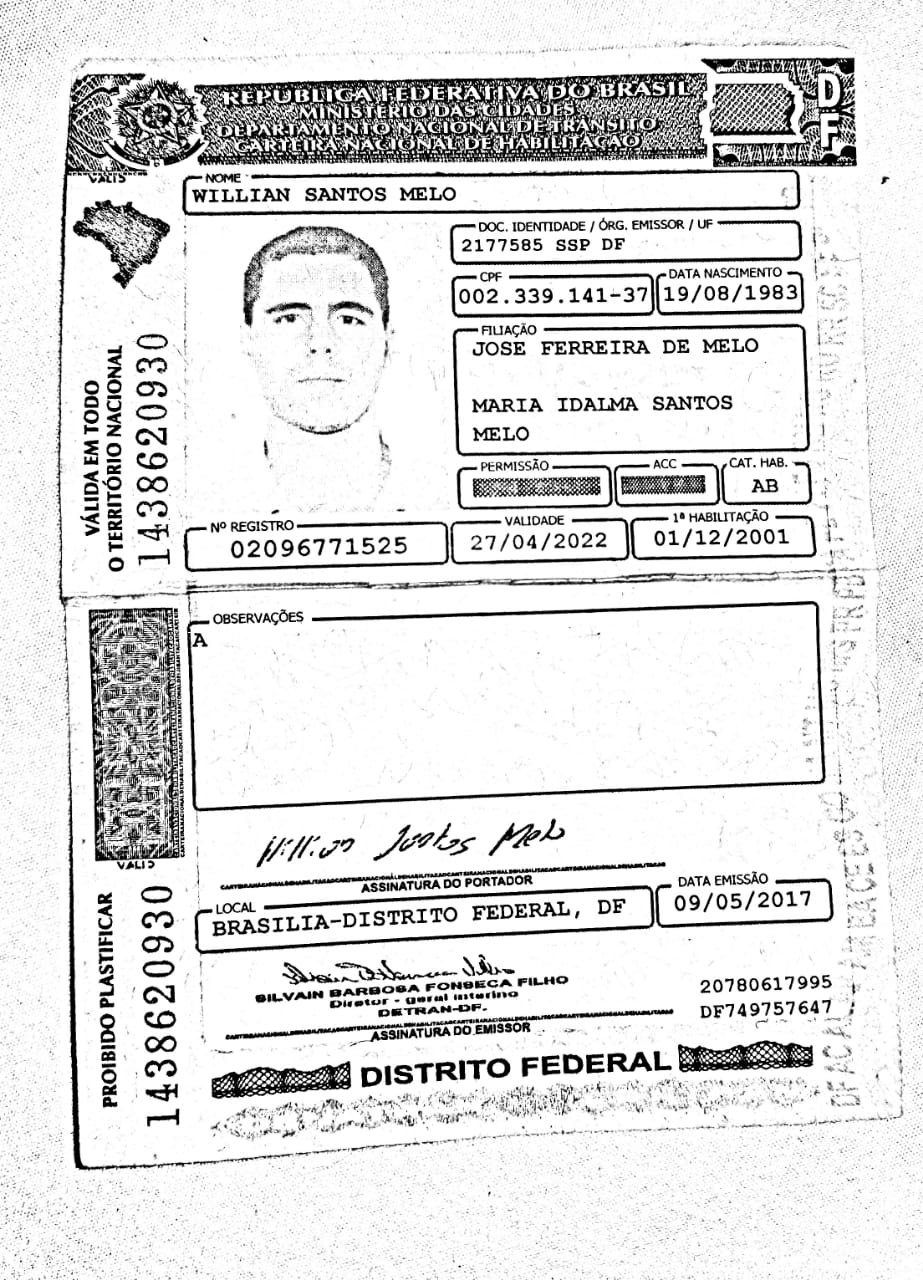 REPÚBLICA FEDERATIVA DO BRASIL
MINISTÉRIO DAS CIDADES
DEPARTAMENTO NACIONAL DE TRÂNSITO
CARTEIRA NACIONAL DE HABILITAÇÃO
DF
NOME
WILLIAN SANTOS MELO
DOC. IDENTIDADE / ÓRG. EMISSOR / UF
2177585 SSP DF
CPF
002.339.141-37
DATA NASCIMENTO
19/08/1983
FILIAÇÃO
JOSE FERREIRA DE MELO
MARIA IDALMA SANTOS
MELO
PERMISSÃO
ACC
CAT. HAB.
AB
Nº REGISTRO
02096771525
VALIDADE
27/04/2022
1ª HABILITAÇÃO
01/12/2001
VÁLIDA EM TODO
O TERRITÓRIO NACIONAL
1438620930
OBSERVAÇÕES
A
Willian Santos Melo
ASSINATURA DO PORTADOR
LOCAL
BRASILIA-DISTRITO FEDERAL, DF
DATA EMISSÃO
09/05/2017
SILVAIN BARBOSA FONSECA FILHO
Diretor - geral interino
DETRAN-DF.
ASSINATURA DO EMISSOR
20780617995
DF749757647
DISTRITO FEDERAL
PROIBIDO PLASTIFICAR
1438620930